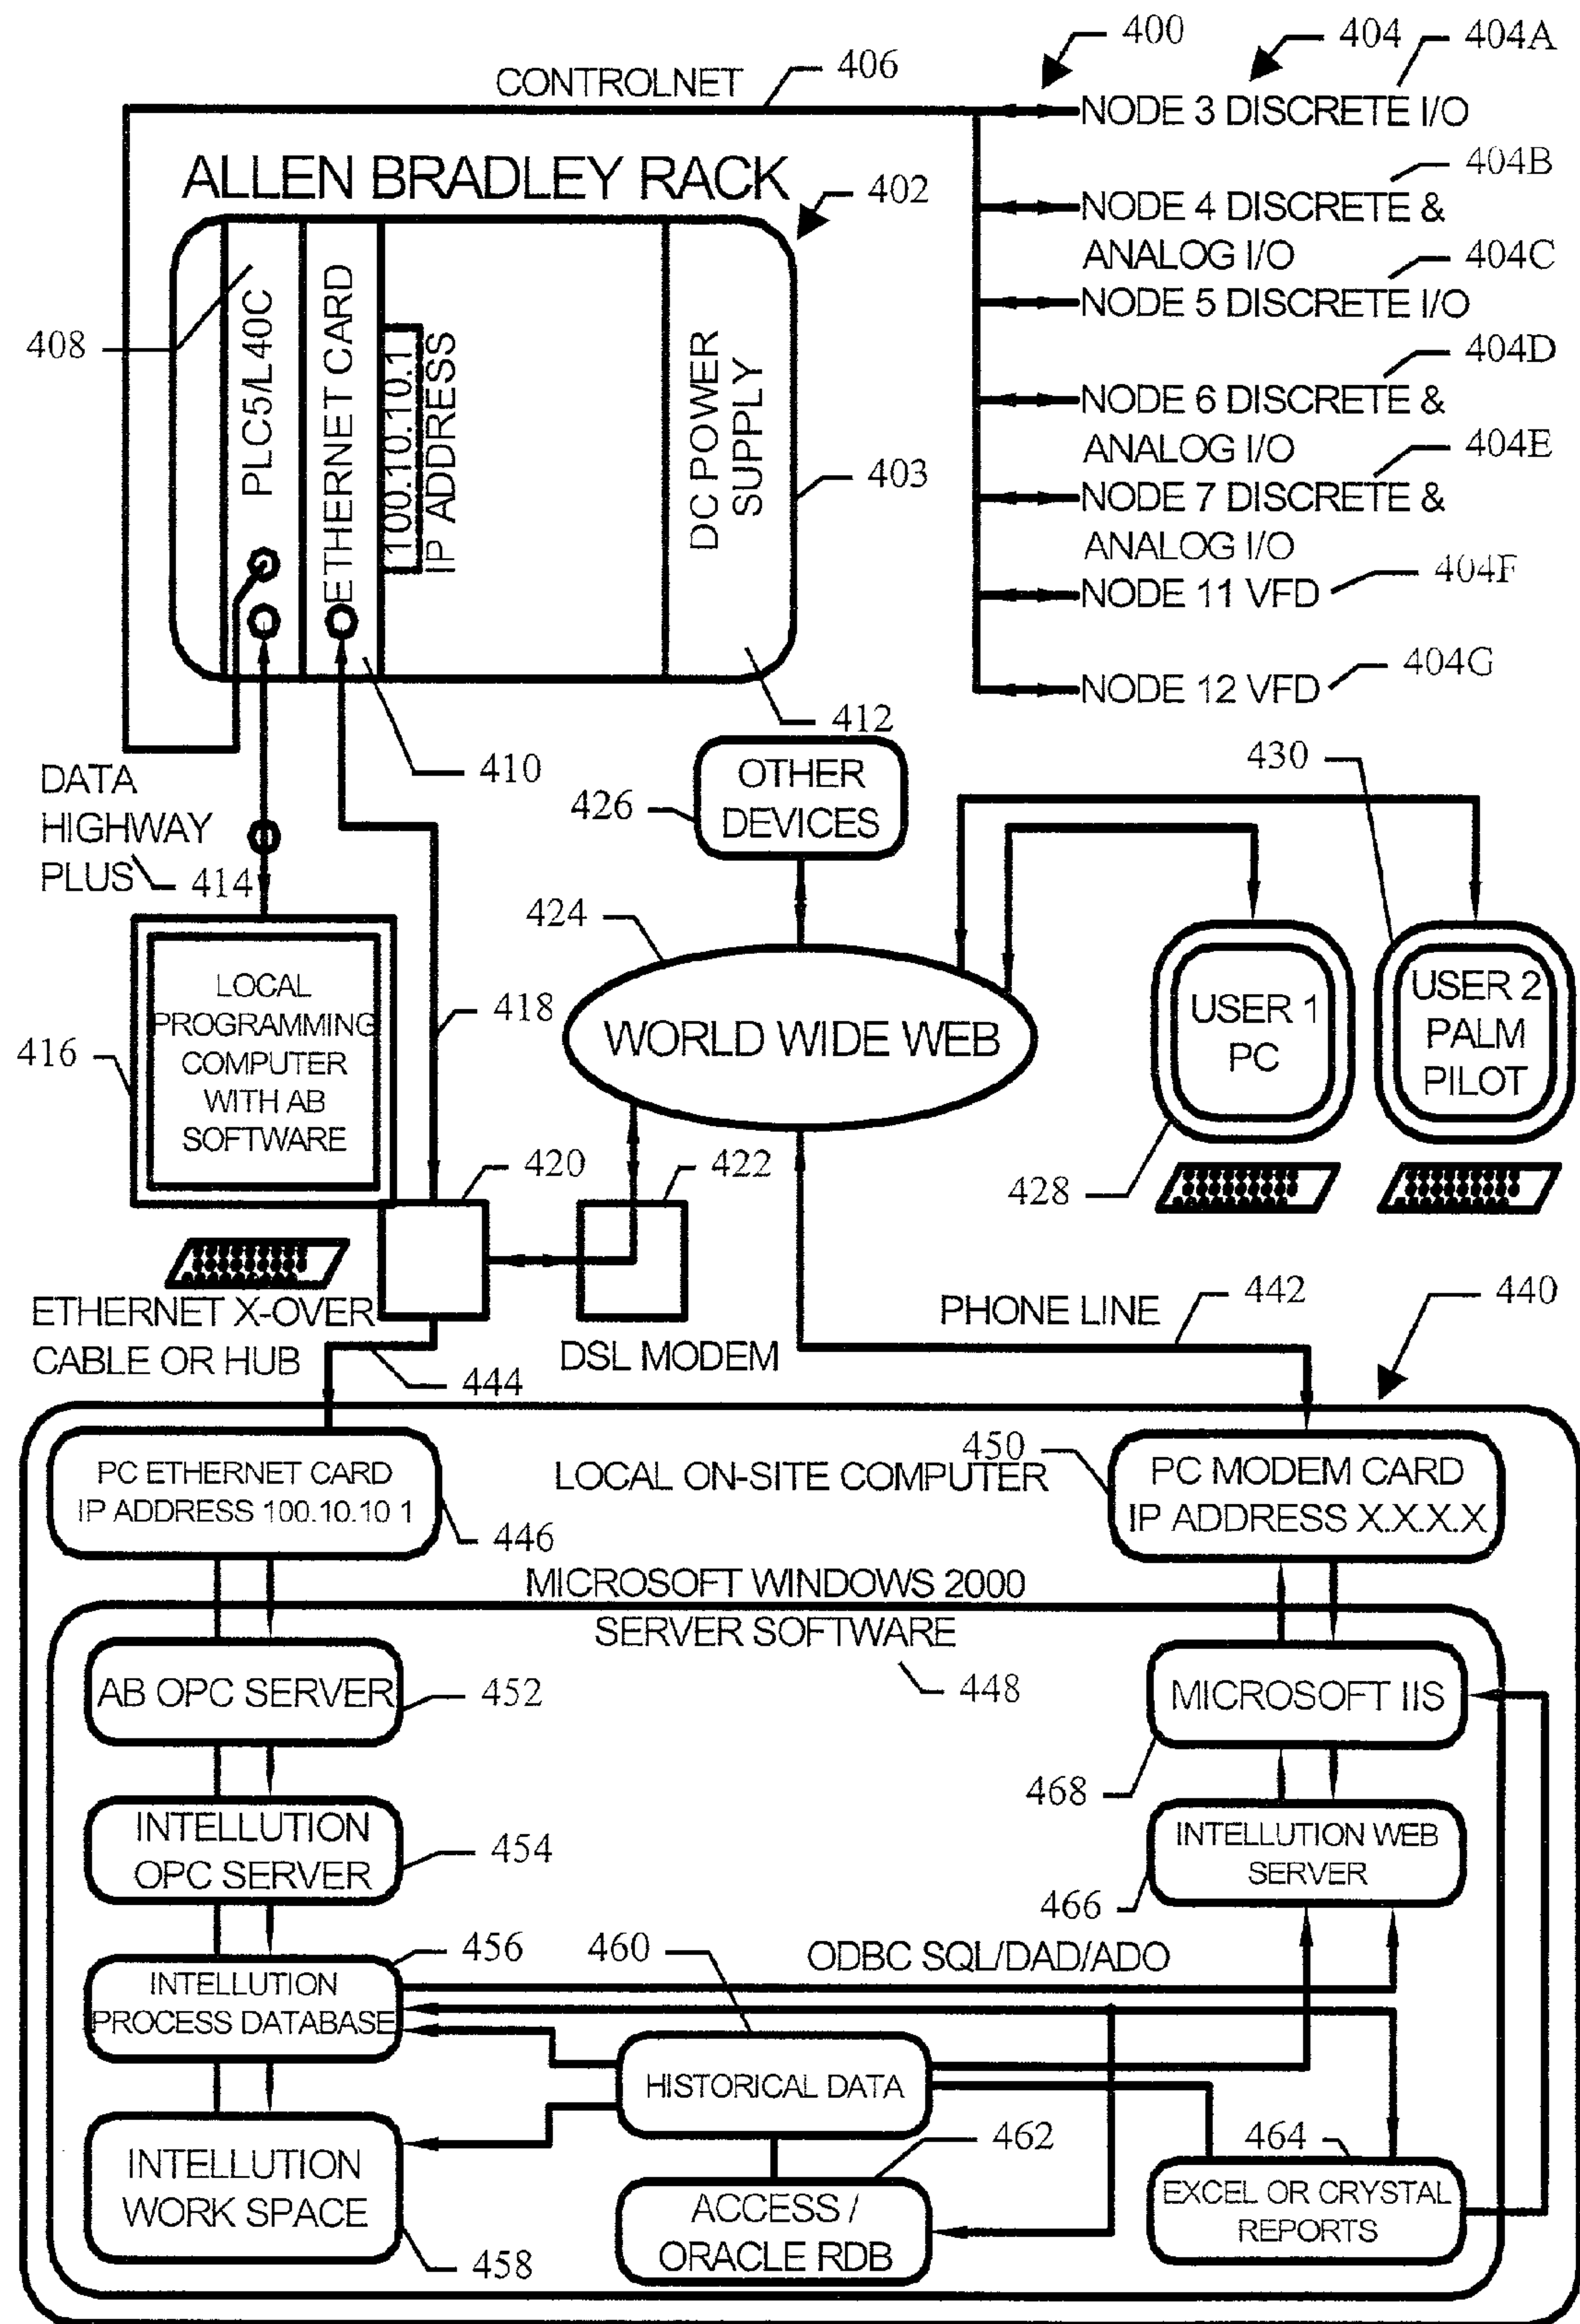 400
404
404A
CONTROLNET
406
NODE 3 DISCRETE I/O
ALLEN BRADLEY RACK
402
404B
NODE 4 DISCRETE &
ANALOG I/O
404C
NODE 5 DISCRETE I/O
404D
NODE 6 DISCRETE &
ANALOG I/O
404E
NODE 7 DISCRETE &
ANALOG I/O
404F
NODE 11 VFD
404G
NODE 12 VFD
408
PLC5/L40C
ETHERNET CARD
100.10.10.1
IP ADDRESS
DC POWER
SUPPLY
403
412
410
DATA
HIGHWAY
PLUS
414
OTHER
DEVICES
426
430
424
WORLD WIDE WEB
USER 1
PC
USER 2
PALM
PILOT
428
LOCAL
PROGRAMMING
COMPUTER
WITH AB
SOFTWARE
416
418
420
422
ETHERNET X-OVER
CABLE OR HUB
444
DSL MODEM
PHONE LINE
442
440
PC ETHERNET CARD
IP ADDRESS 100.10.10 1
446
LOCAL ON-SITE COMPUTER
450
PC MODEM CARD
IP ADDRESS X.X.X.X
MICROSOFT WINDOWS 2000
SERVER SOFTWARE
448
AB OPC SERVER
452
MICROSOFT IIS
468
INTELLUTION
OPC SERVER
454
INTELLUTION WEB
SERVER
466
456
460
ODBC SQL/DAD/ADO
INTELLUTION
PROCESS DATABASE
HISTORICAL DATA
462
464
INTELLUTION
WORK SPACE
458
ACCESS /
ORACLE RDB
EXCEL OR CRYSTAL
REPORTS